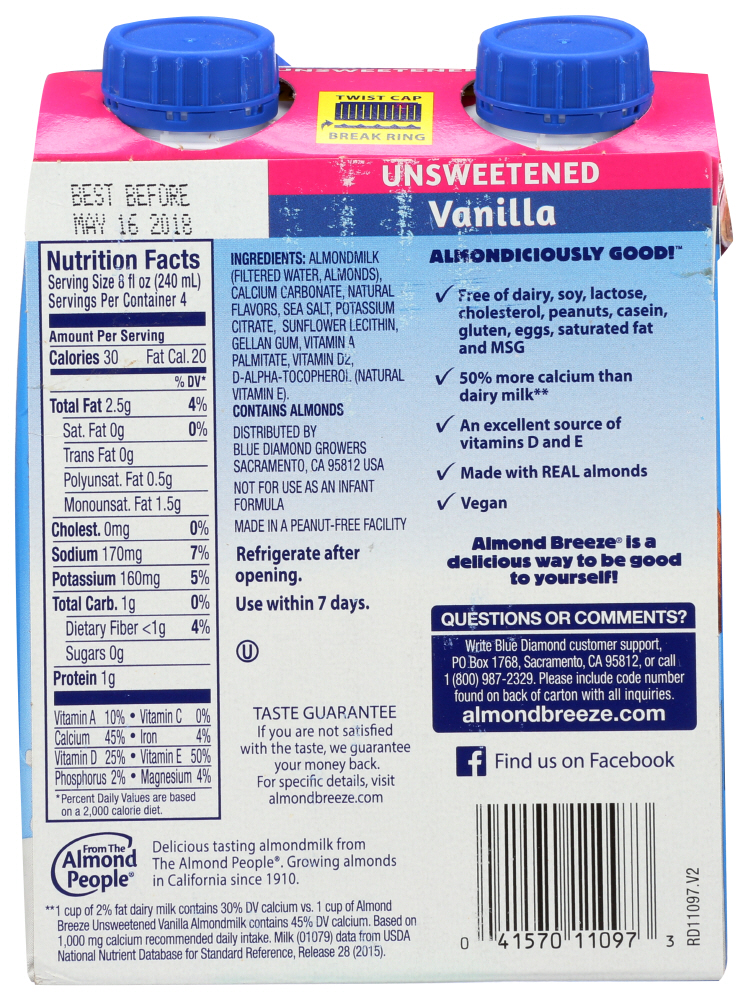 UNSWEETENED
TWIST CAP
BREAK RING
UNSWEETENED
Vanilla
BEST BEFORE
MAY 16 2018
Nutrition Facts
Serving Size 8 fl oz (240 mL)
Servings Per Container 4
Amount Per Serving
Calories 30 Fat Cal. 20
% DV*
Total Fat 2.5g 4%
Sat. Fat 0g 0%
Trans Fat 0g
Polyunsat. Fat 0.5g
Monounsat. Fat 1.5g
Cholest. 0mg 0%
Sodium 170mg 7%
Potassium 160mg 5%
Total Carb. 1g 0%
Dietary Fiber <1g 4%
Sugars 0g
Protein 1g
Vitamin A 10% • Vitamin C 0%
Calcium 45% • Iron 4%
Vitamin D 25% • Vitamin E 50%
Phosphorus 2% • Magnesium 4%
*Percent Daily Values are based
on a 2,000 calorie diet.
INGREDIENTS: ALMONDMILK
(FILTERED WATER, ALMONDS),
CALCIUM CARBONATE, NATURAL
FLAVORS, SEA SALT, POTASSIUM
CITRATE, SUNFLOWER LECITHIN,
GELLAN GUM, VITAMIN A
PALMITATE, VITAMIN D2,
D-ALPHA-TOCOPHEROL (NATURAL
VITAMIN E).
CONTAINS ALMONDS
DISTRIBUTED BY
BLUE DIAMOND GROWERS
SACRAMENTO, CA 95812 USA
NOT FOR USE AS AN INFANT
FORMULA
MADE IN A PEANUT-FREE FACILITY
Refrigerate after
opening.
Use within 7 days.
U
TASTE GUARANTEE
If you are not satisfied
with the taste, we guarantee
your money back.
For specific details, visit
almondbreeze.com
ALMONDICIOUSLY GOOD!™
✓ Free of dairy, soy, lactose,
cholesterol, peanuts, casein,
gluten, eggs, saturated fat
and MSG
✓ 50% more calcium than
dairy milk**
✓ An excellent source of
vitamins D and E
✓ Made with REAL almonds
✓ Vegan
Almond Breeze® is a
delicious way to be good
to yourself!
QUESTIONS OR COMMENTS?
Write Blue Diamond customer support,
PO Box 1768, Sacramento, CA 95812, or call
1 (800) 987-2329. Please include code number
found on back of carton with all inquiries.
almondbreeze.com
f Find us on Facebook
From The
Almond
People®
Delicious tasting almondmilk from
The Almond People®. Growing almonds
in California since 1910.
**1 cup of 2% fat dairy milk contains 30% DV calcium vs. 1 cup of Almond
Breeze Unsweetened Vanilla Almondmilk contains 45% DV calcium. Based on
1,000 mg calcium recommended daily intake. Milk (01079) data from USDA
National Nutrient Database for Standard Reference, Release 28 (2015).
0 41570 11097 3
RD11097.V2